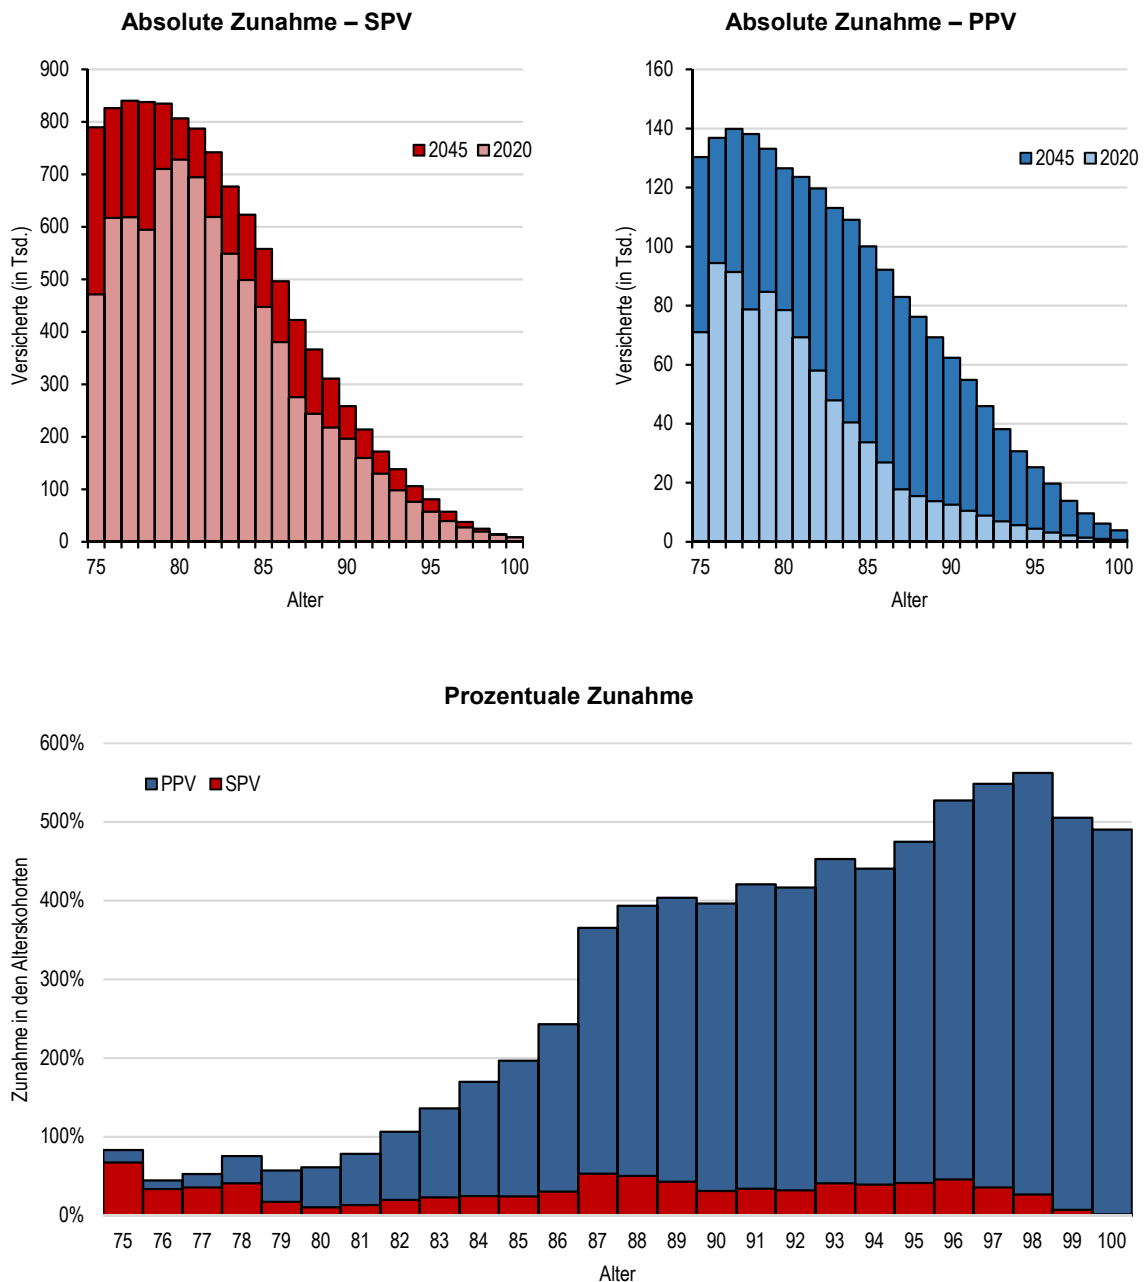 Absolute Zunahme – SPV
Versicherte (in Tsd.)
900
800
700
600
500
400
300
200
100
0
2045 2020
75 80 85 90 95 100
Alter
Absolute Zunahme – PPV
Versicherte (in Tsd.)
160
140
120
100
80
60
40
20
0
2045 2020
75 80 85 90 95 100
Alter
Prozentuale Zunahme
Zunahme in den Alterskohorten
600%
500%
400%
300%
200%
100%
0%
PPV SPV
75 76 77 78 79 80 81 82 83 84 85 86 87 88 89 90 91 92 93 94 95 96 97 98 99 100
Alter